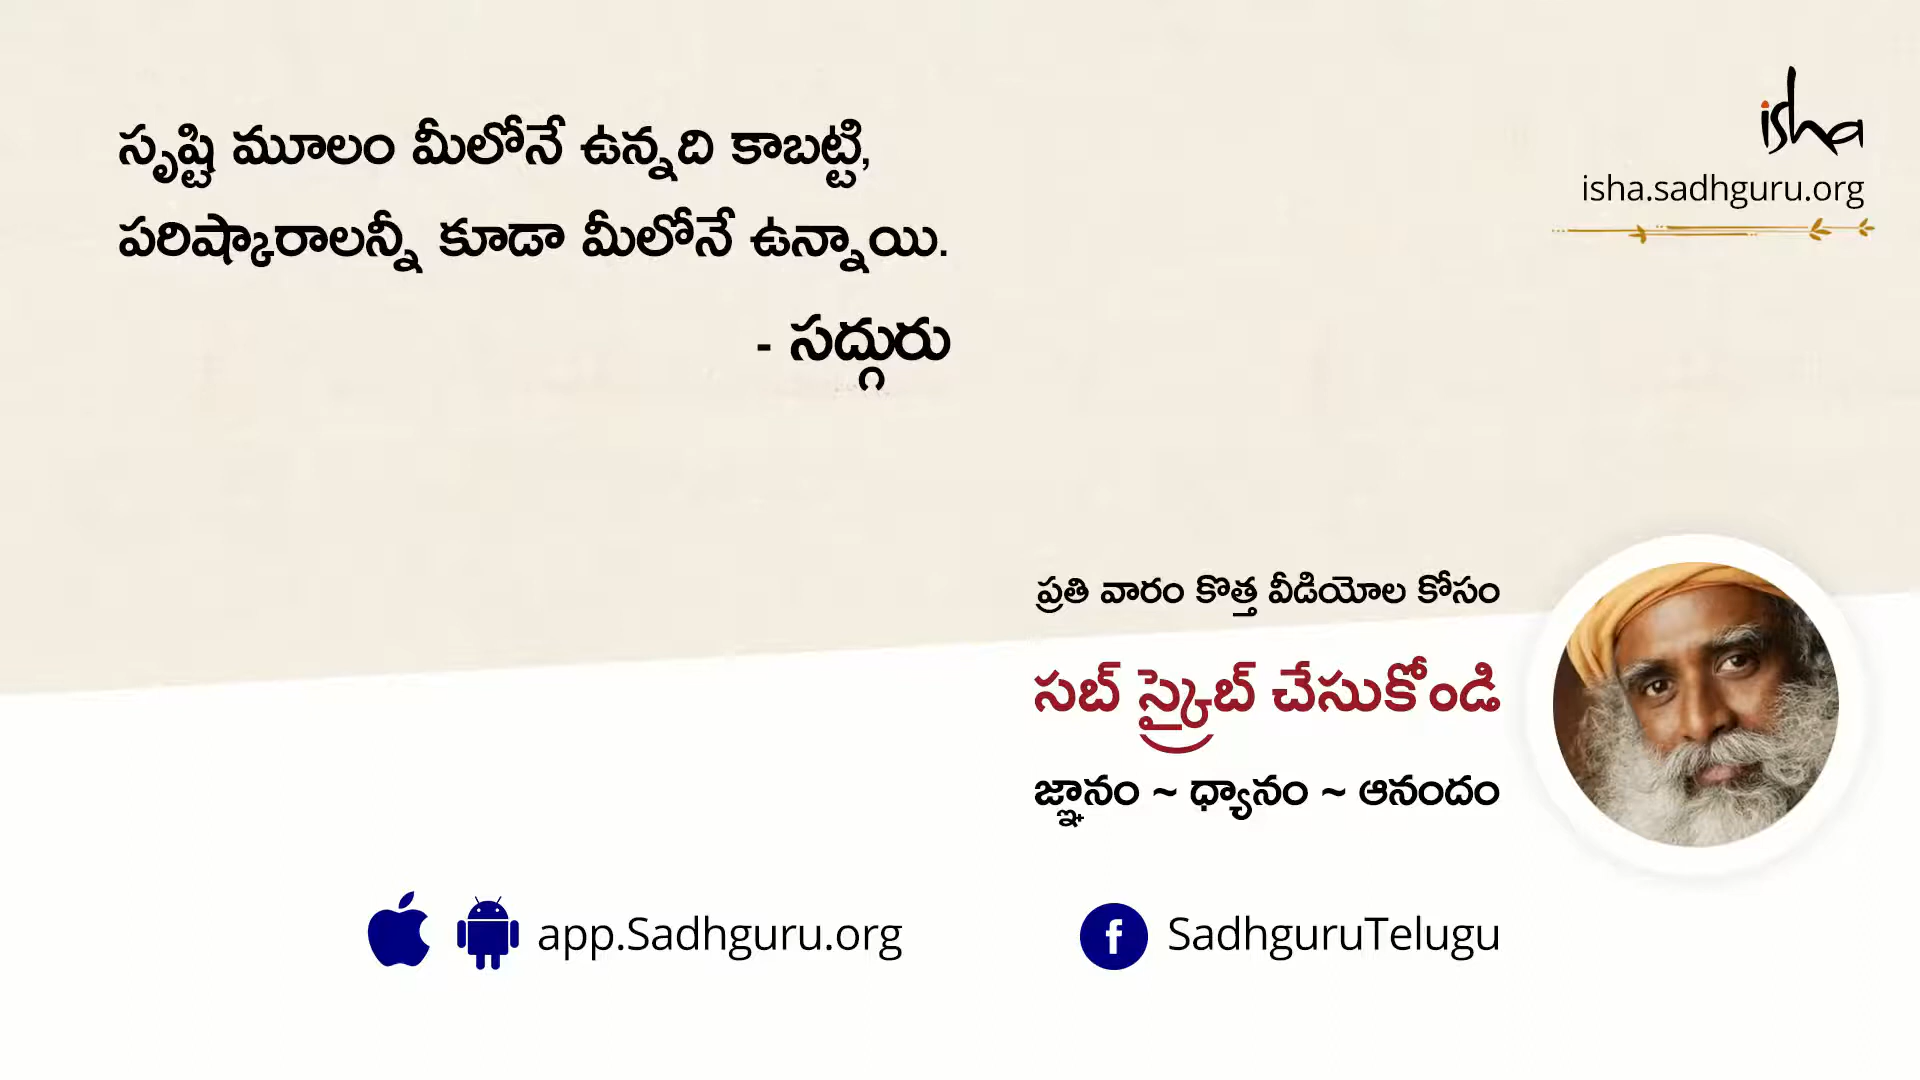 సృష్టి మూలం మీలోనే ఉన్నది కాబట్టి,
పరిష్కారాలన్నీ కూడా మీలోనే ఉన్నాయి.
- సద్గురు
isha
isha.sadhguru.org
ప్రతి వారం కొత్త వీడియోల కోసం
సబ్ స్క్రైబ్ చేసుకోండి
జ్ఞానం ~ ధ్యానం ~ ఆనందం
app.Sadhguru.org
f SadhguruTelugu